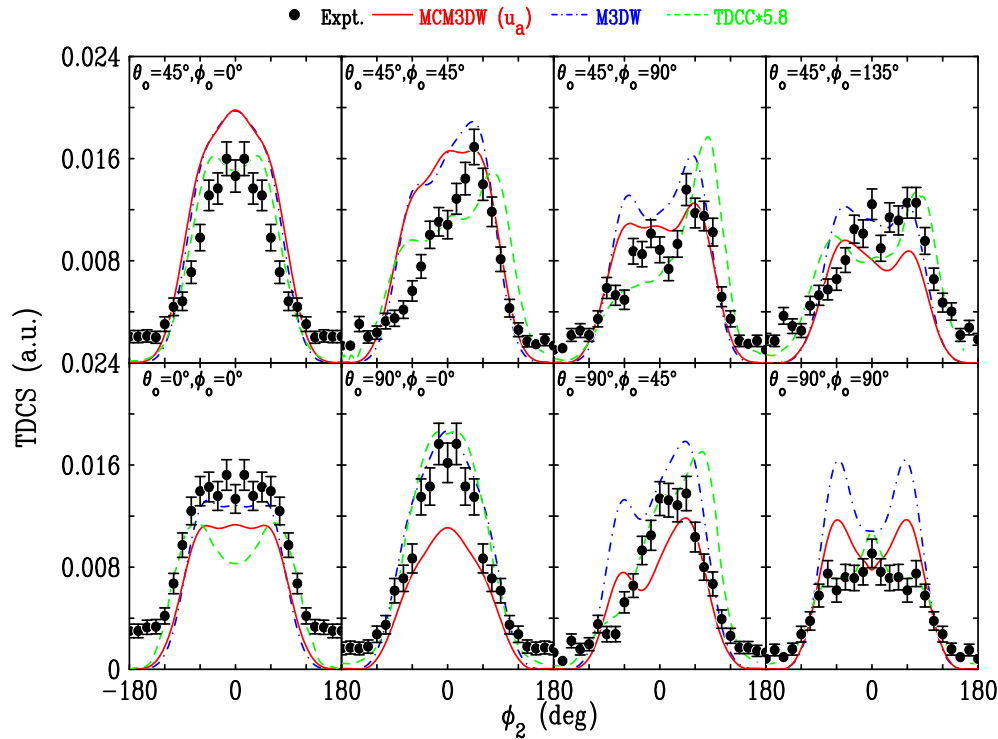 Expt. MCM3DW (u_a) M3DW TDCC*5.8
0.024
θ_o=45°,ϕ_o=0° θ_o=45°,ϕ_o=45° θ_o=45°,ϕ_o=90° θ_o=45°,ϕ_o=135°
0.016
0.008
0.024
θ_o=0°,ϕ_o=0° θ_o=90°,ϕ_o=0° θ_o=90°,ϕ_o=45° θ_o=90°,ϕ_o=90°
0.016
0.008
0
TDCS (a.u.)
−180 0 180 0 180 0 180 0 180
ϕ_2 (deg)